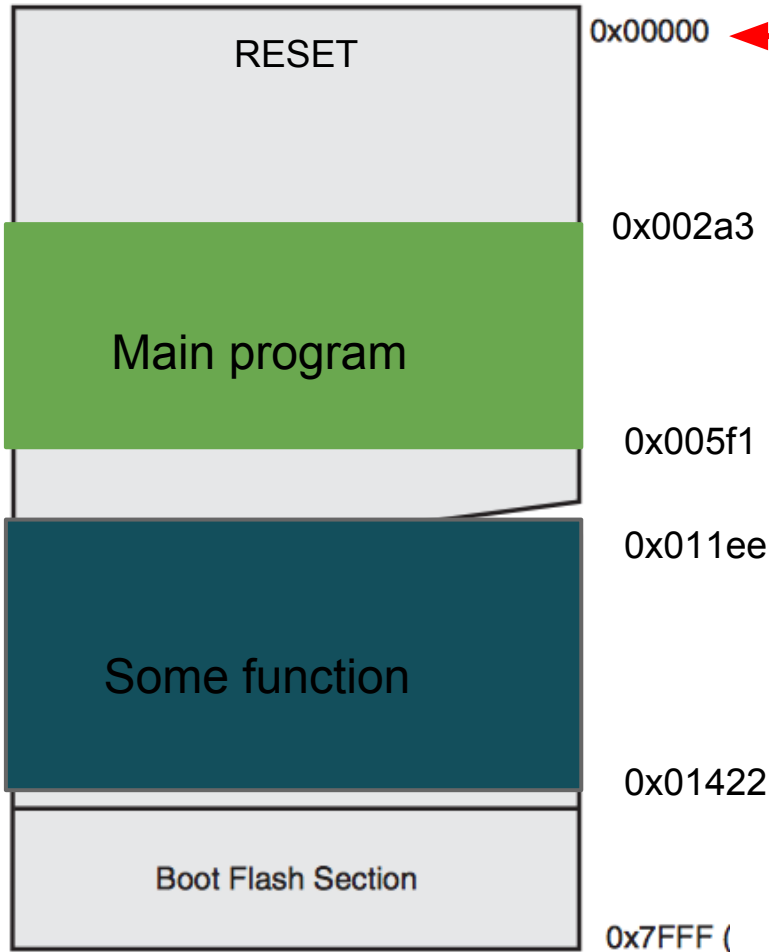 RESET
0x00000
0x002a3
Main program
0x005f1
0x011ee
Some function
0x01422
Boot Flash Section
0x7FFF (